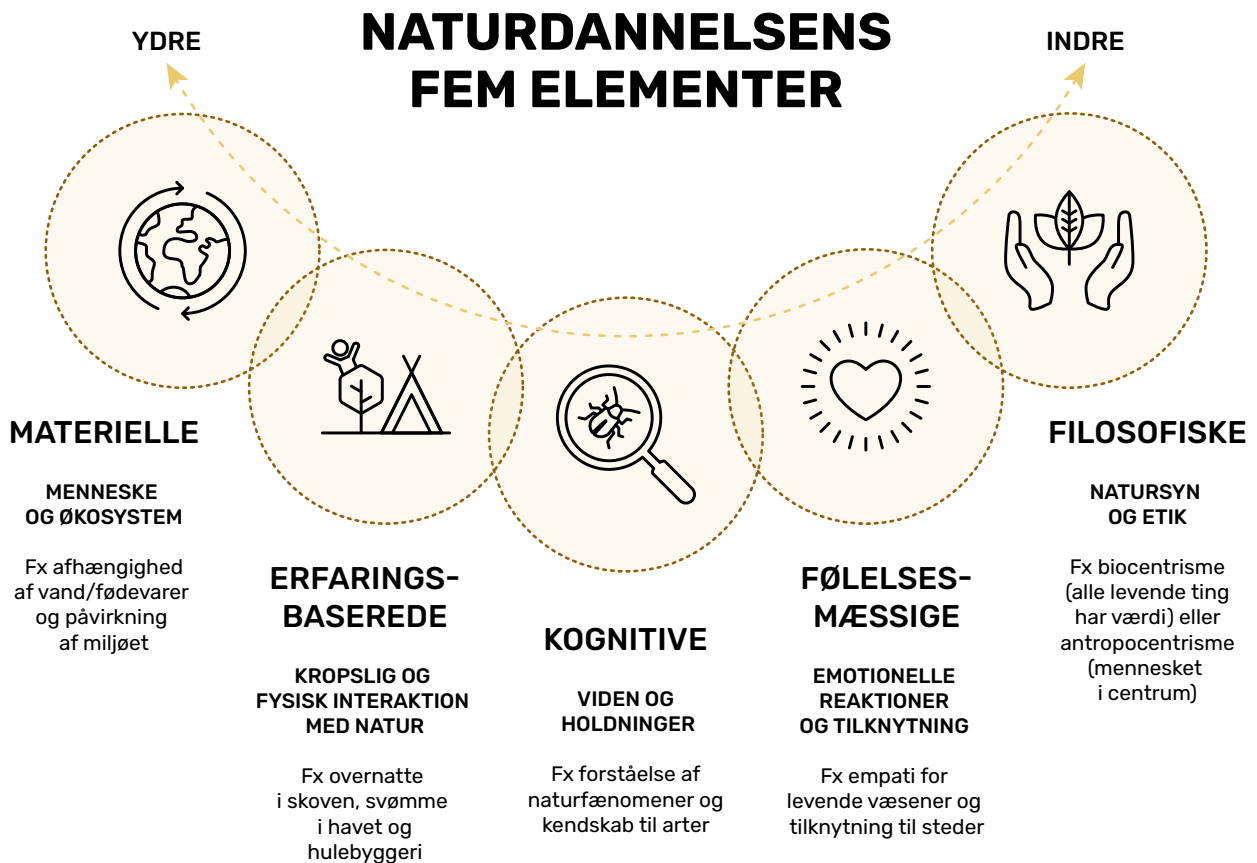 NATURDANNELSENS
FEM ELEMENTER
YDRE
INDRE
MATERIELLE
MENNESKE
OG ØKOSYSTEM
Fx afhængighed
af vand/fødevarer
og påvirkning
af miljøet
ERFARINGS-
BASEREDE
KROPSLIG OG
FYSISK INTERAKTION
MED NATUR
Fx overnatte
i skoven, svømme
i havet og
hulebyggeri
KOGNITIVE
VIDEN OG
HOLDNINGER
Fx forståelse af
naturfænomener og
kendskab til arter
FØLELSES-
MÆSSIGE
EMOTIONELLE
REAKTIONER
OG TILKNYTNING
Fx empati for
levende væsener og
tilknytning til steder
FILOSOFISKE
NATURSYN
OG ETIK
Fx biocentrisme
(alle levende ting
har værdi) eller
antropocentrisme
(mennesket
i centrum)